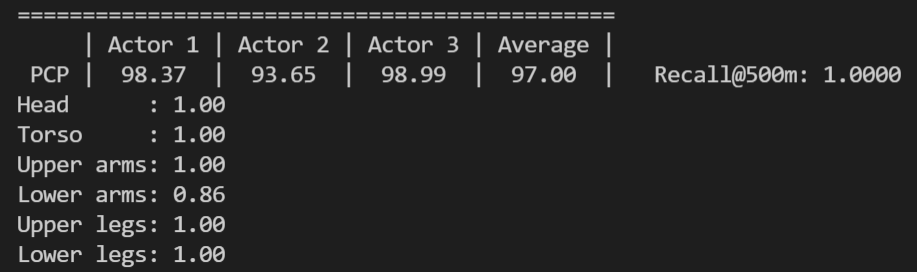 ==============================================
| Actor 1 | Actor 2 | Actor 3 | Average |
PCP | 98.37 | 93.65 | 98.99 | 97.00 | Recall@500m: 1.0000
Head : 1.00
Torso : 1.00
Upper arms: 1.00
Lower arms: 0.86
Upper legs: 1.00
Lower legs: 1.00